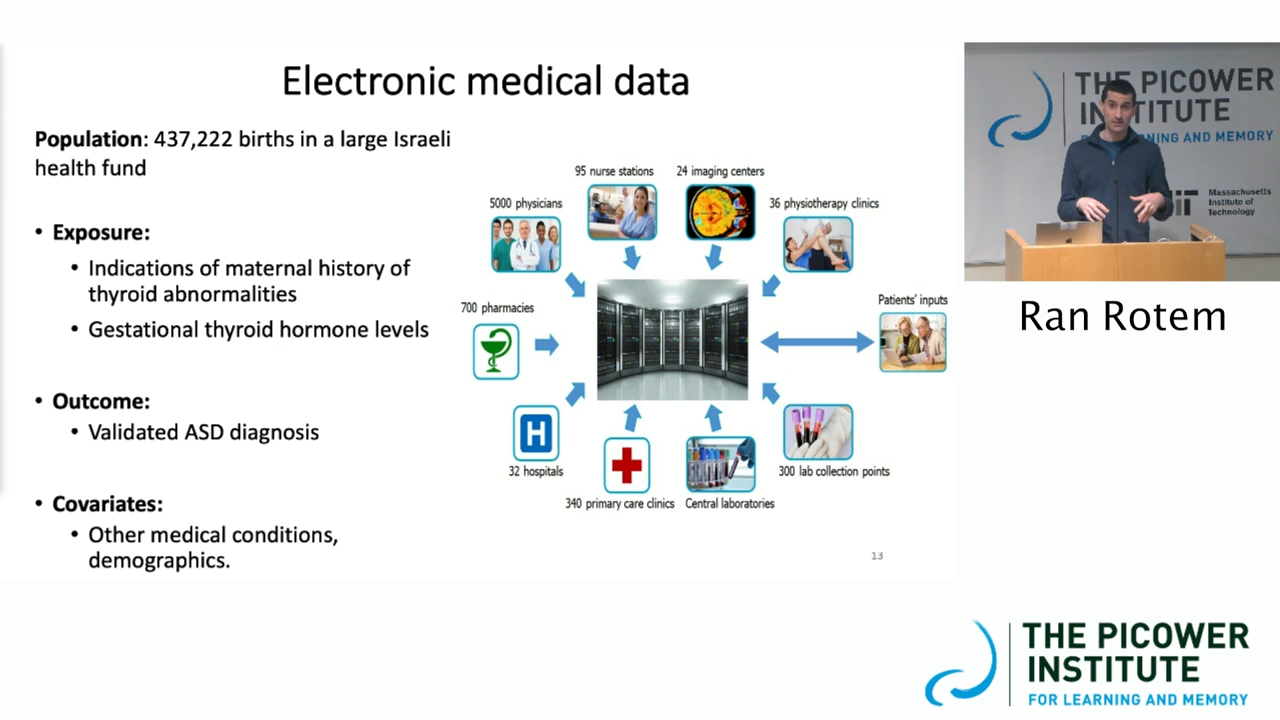 Electronic medical data
Population: 437,222 births in a large Israeli
health fund
• Exposure:
• Indications of maternal history of
thyroid abnormalities
• Gestational thyroid hormone levels
• Outcome:
• Validated ASD diagnosis
• Covariates:
• Other medical conditions,
demographics.
95 nurse stations
24 imaging centers
5000 physicians
36 physiotherapy clinics
700 pharmacies
Patients' inputs
H
32 hospitals
300 lab collection points
340 primary care clinics
Central laboratories
13
THE PICOWER
INSTITUTE
FOR LEARNING AND MEMORY
Massachusetts
Institute of
Technology
Ran Rotem
THE PICOWER
INSTITUTE
FOR LEARNING AND MEMORY